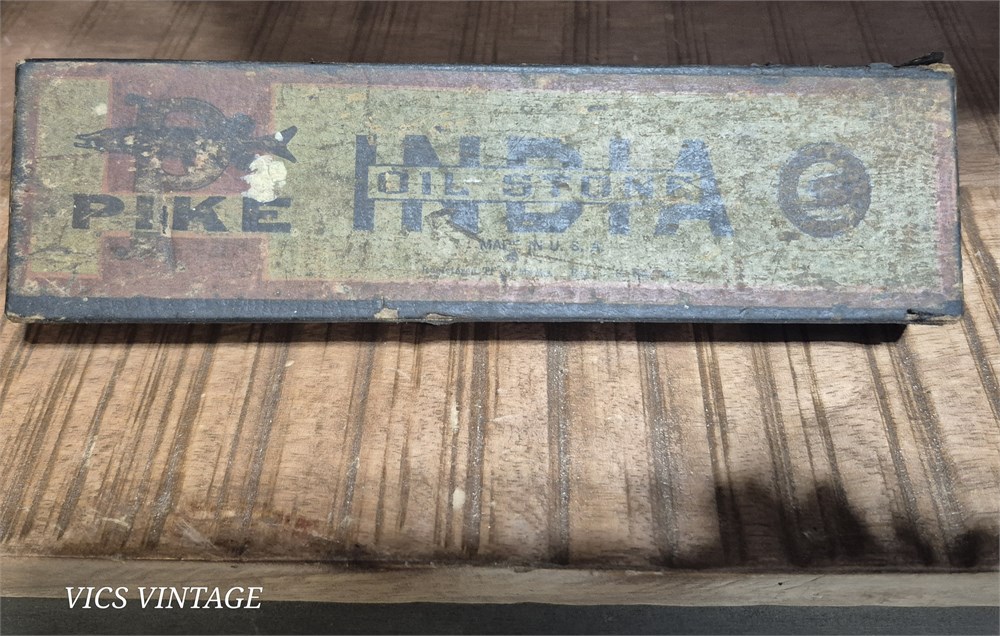 PIKE
INDIA
OIL STONE
MADE IN U. S. A
VICS VINTAGE